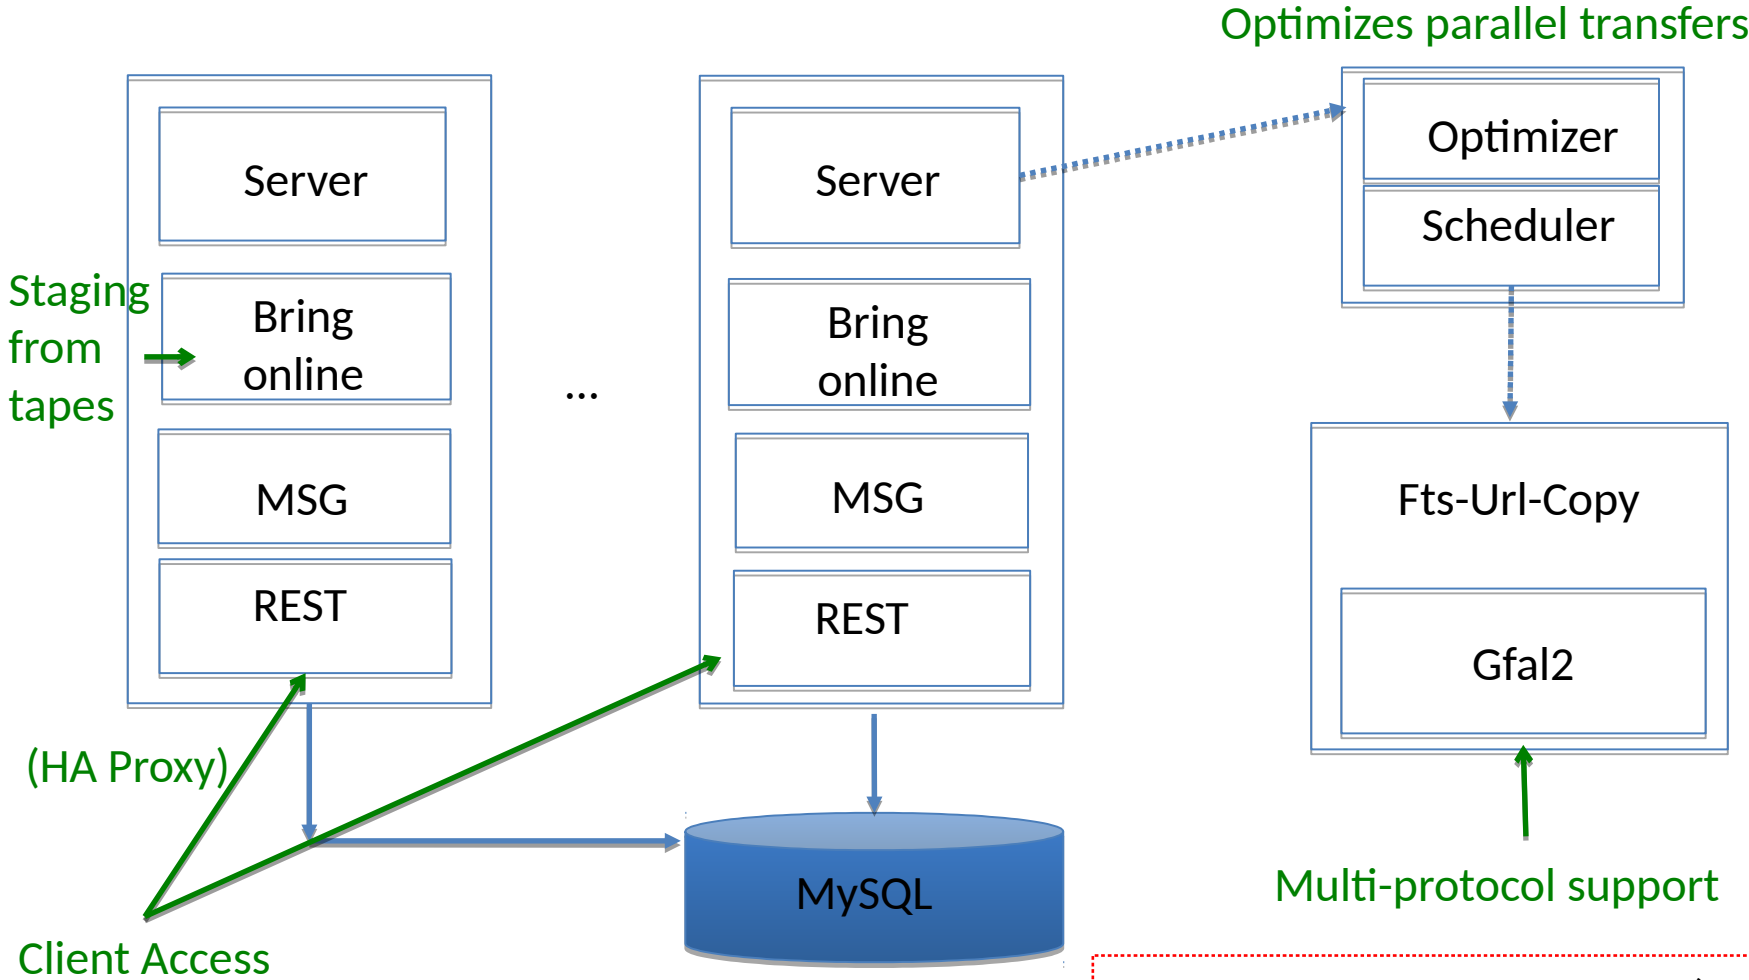 Optimizes parallel transfers
Server
Bring
online
MSG
REST
Staging
from
tapes
...
Server
Bring
online
MSG
REST
Optimizer
Scheduler
Fts-Url-Copy
Gfal2
Multi-protocol support
(HA Proxy)
Client Access
MySQL